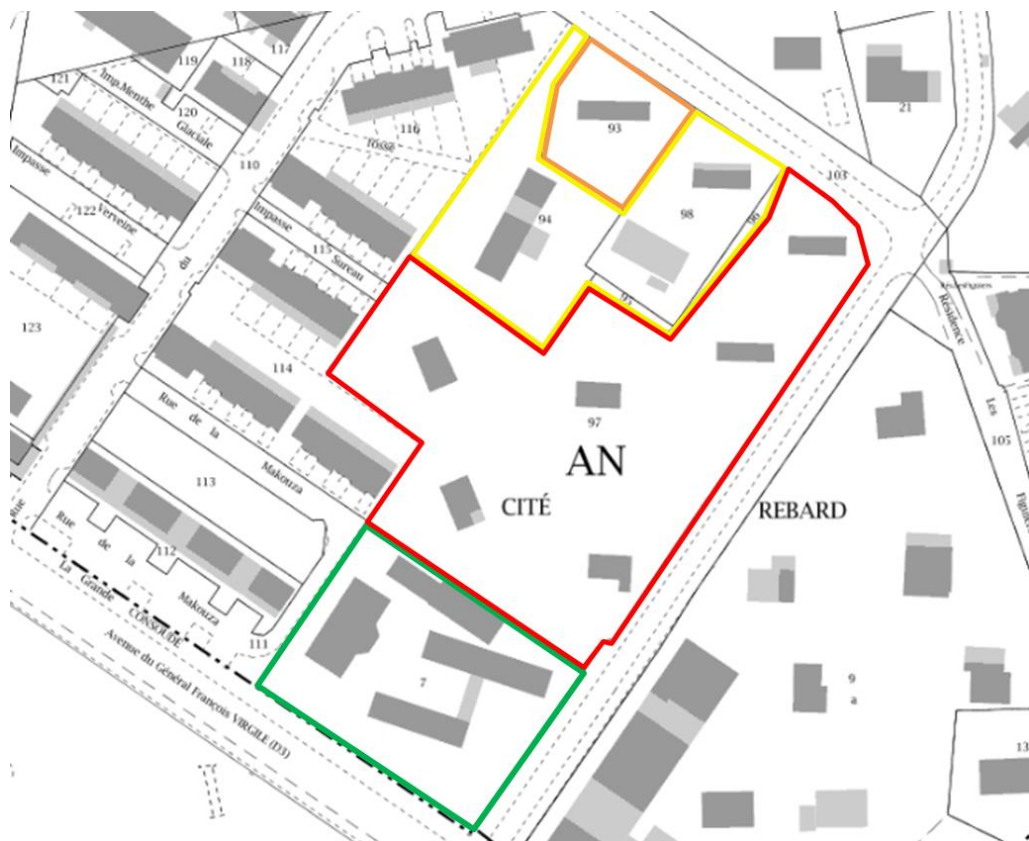 117
119
118
121
Imp.Menthe
Glaciale
120
21
93
116
Impasse
110
103
122
Verveine
98
94
96
Impasse
115
Sureau
du
95
Résidence
123
114
Les
97
105
Rue de la
Makouza
AN
CITÉ
REBARD
113
Rue
Rue
de
la
Makouza
112
La Grande
CONSOUDE
111
Avenue du Général François VIRGILE (D3)
7
9
a
13